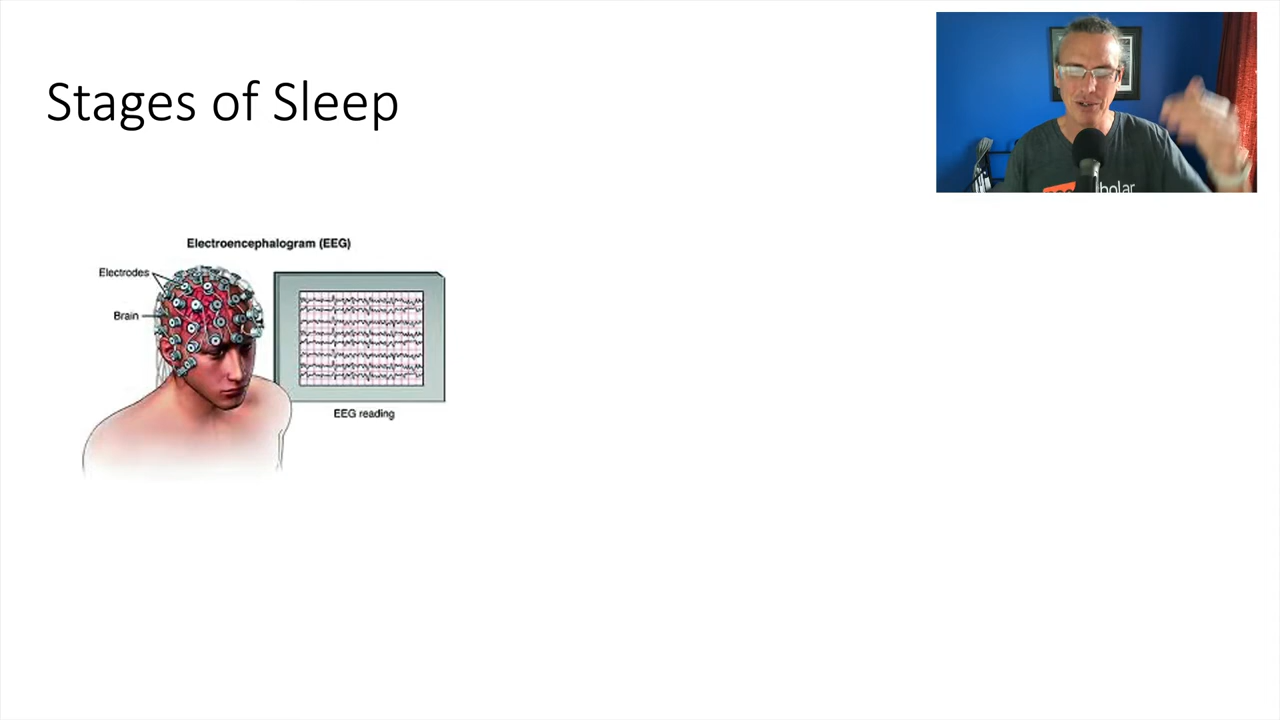 Stages of Sleep
Electroencephalogram (EEG)
Electrodes
Brain
EEG reading